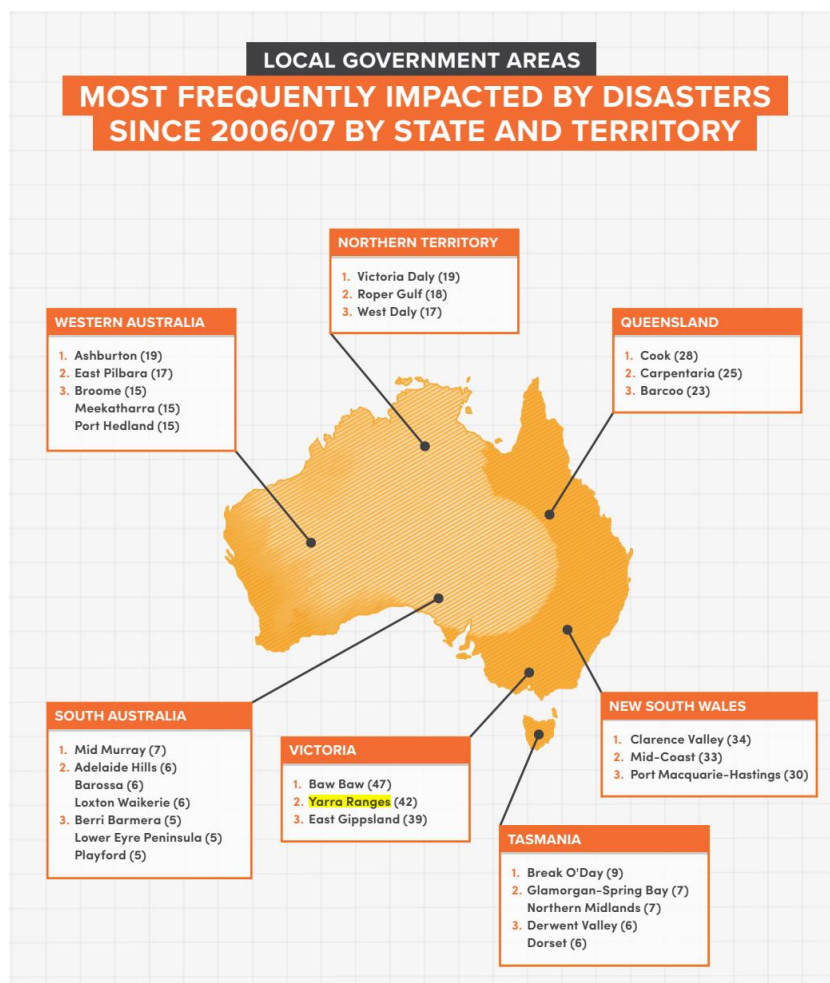 LOCAL GOVERNMENT AREAS
MOST FREQUENTLY IMPACTED BY DISASTERS
SINCE 2006/07 BY STATE AND TERRITORY
NORTHERN TERRITORY
1. Victoria Daly (19)
2. Roper Gulf (18)
3. West Daly (17)
WESTERN AUSTRALIA
1. Ashburton (19)
2. East Pilbara (17)
3. Broome (15)
Meekatharra (15)
Port Hedland (15)
QUEENSLAND
1. Cook (28)
2. Carpentaria (25)
3. Barcoo (23)
SOUTH AUSTRALIA
1. Mid Murray (7)
2. Adelaide Hills (6)
Barossa (6)
Loxton Waikerie (6)
3. Berri Barmera (5)
Lower Eyre Peninsula (5)
Playford (5)
VICTORIA
1. Baw Baw (47)
2. Yarra Ranges (42)
3. East Gippsland (39)
NEW SOUTH WALES
1. Clarence Valley (34)
2. Mid-Coast (33)
3. Port Macquarie-Hastings (30)
TASMANIA
1. Break O'Day (9)
2. Glamorgan-Spring Bay (7)
Northern Midlands (7)
3. Derwent Valley (6)
Dorset (6)